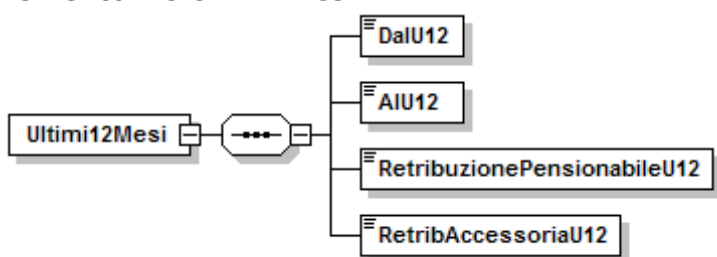 DalU12
AlU12
Ultimi12Mesi
RetribuzionePensionabileU12
RetribAccessoriaU12